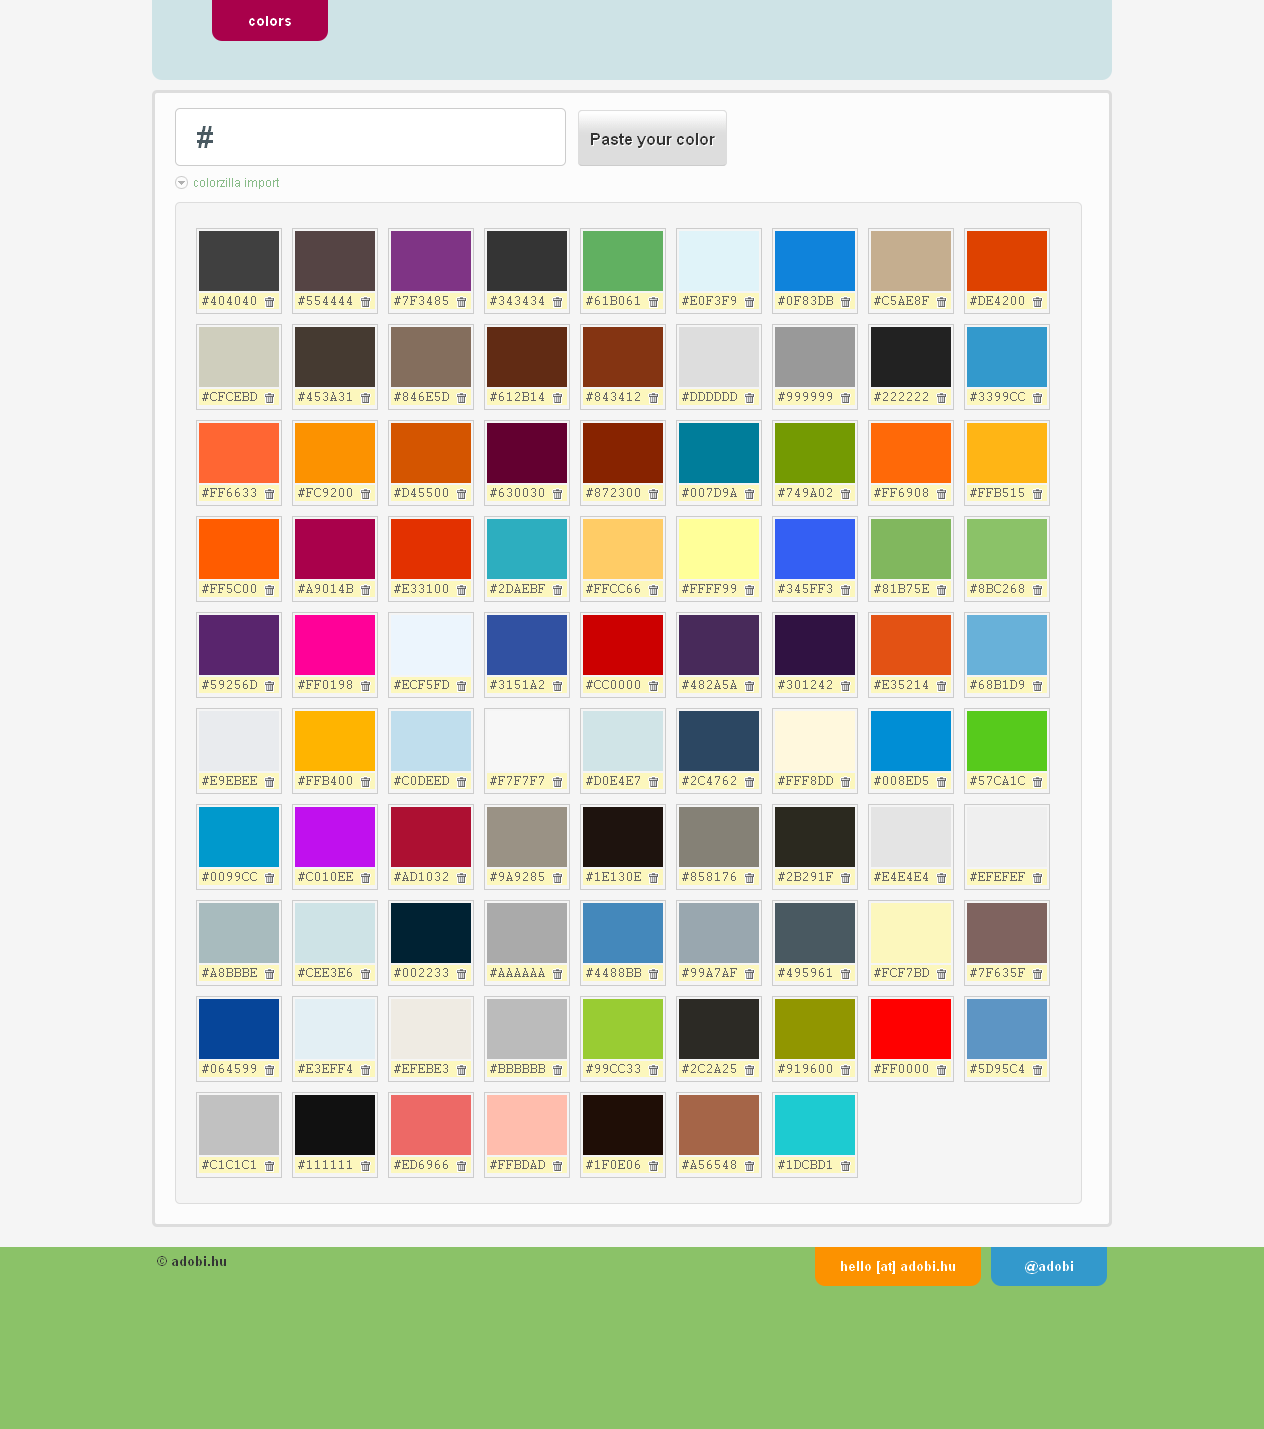 colors
#
Paste your color
colorzilla import
#404040 #554444 #7F3485 #343434 #61B061 #E0F3F9 #0F83DB #C5AE8F #DE4200
#CFCEBD #453A31 #846E5D #612B14 #843412 #DDDDDD #999999 #222222 #3399CC
#FF6633 #FC9200 #D45500 #630030 #872300 #007D9A #749A02 #FF6908 #FFB515
#FF5C00 #A9014B #E33100 #2DAEBF #FFCC66 #FFFF99 #345FF3 #81B75E #8BC268
#59256D #FF0198 #ECF5FD #3151A2 #CC0000 #482A5A #301242 #E35214 #68B1D9
#E9EBEE #FFB400 #C0DEED #F7F7F7 #D0E4E7 #2C4762 #FFF8DD #008ED5 #57CA1C
#0099CC #C010EE #AD1032 #9A9285 #1E130E #858176 #2B291F #E4E4E4 #EFEFEF
#A8BBBE #CEE3E6 #002233 #AAAAAA #4488BB #99A7AF #495961 #FCF7BD #7F635F
#064599 #E3EFF4 #EFEBE3 #BBBBBB #99CC33 #2C2A25 #919600 #FF0000 #5D95C4
#C1C1C1 #111111 #ED6966 #FFBDAD #1F0E06 #A56548 #1DCBD1
© adobi.hu
hello [at] adobi.hu
@adobi